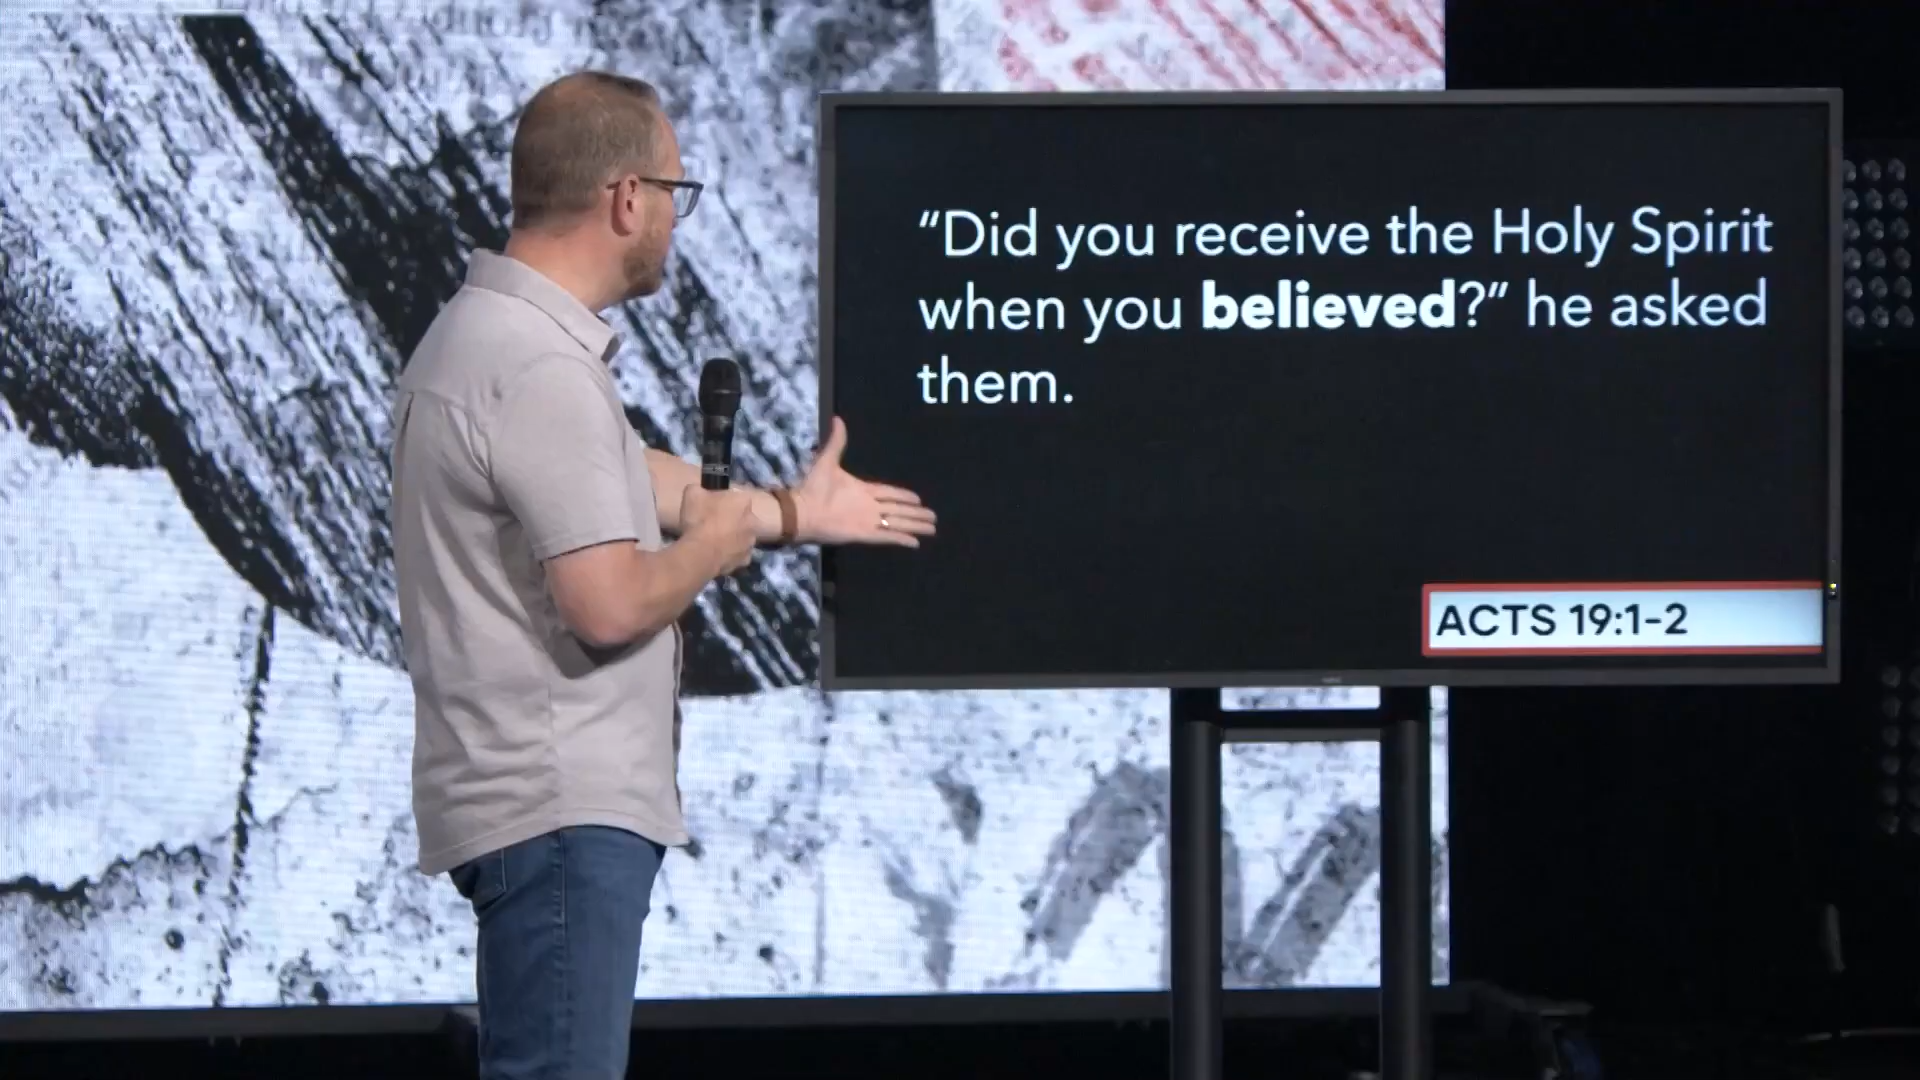 “Did you receive the Holy Spirit
when you believed?” he asked
them.
ACTS 19:1-2